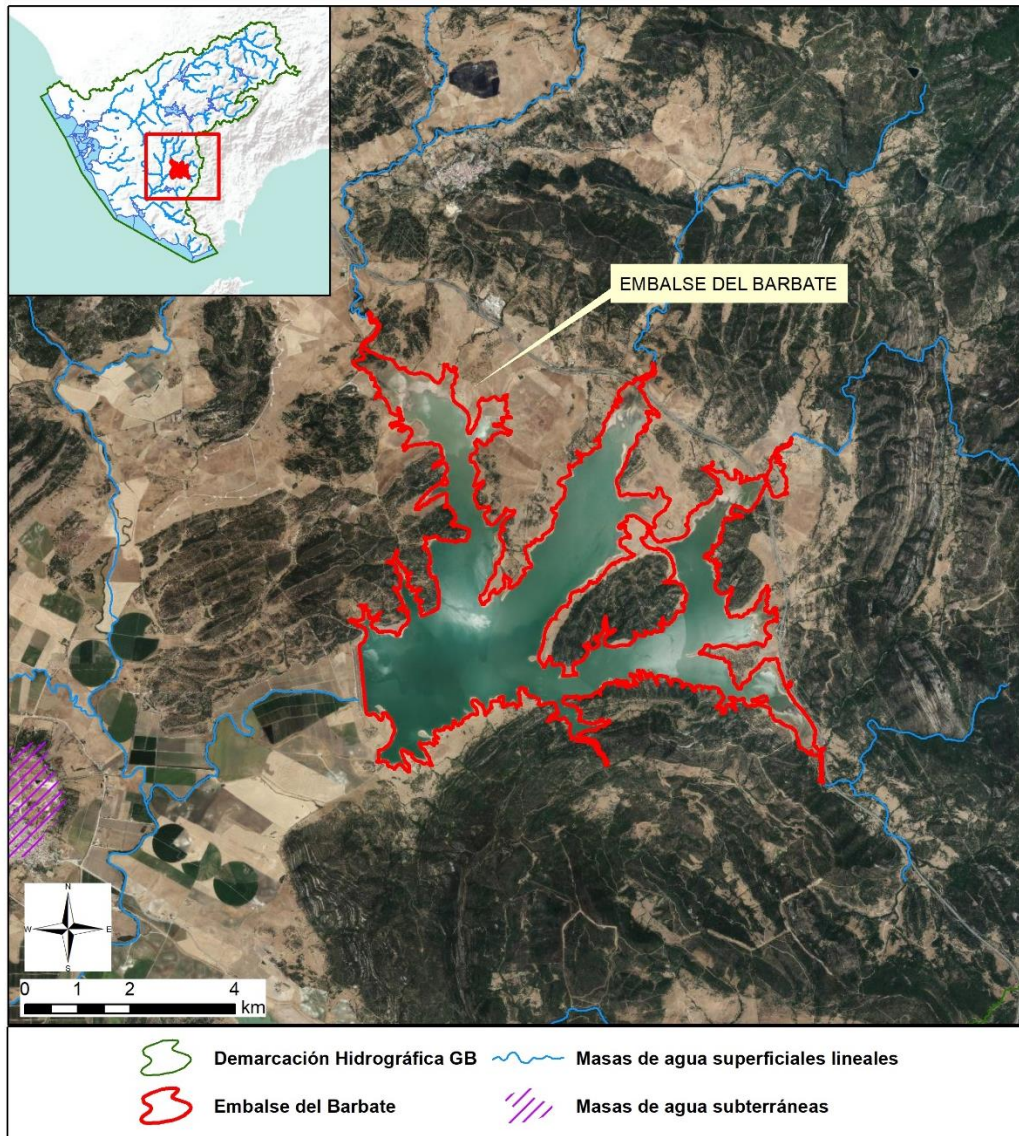 EMBALSE DEL BARBATE
N
W
E
S
0 1 2 4
km
Demarcación Hidrográfica GB
Masas de agua superficiales lineales
Embalse del Barbate
Masas de agua subterráneas